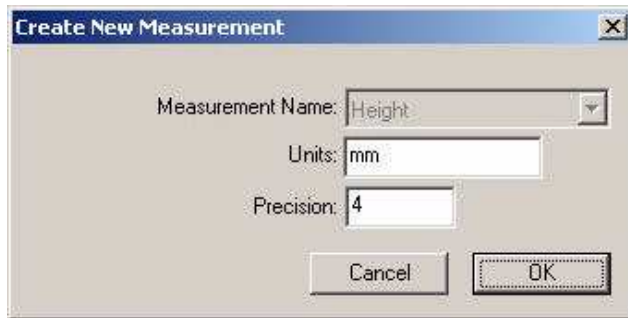 Create New Measurement
Measurement Name: Height
Units: mm
Precision: 4
Cancel OK